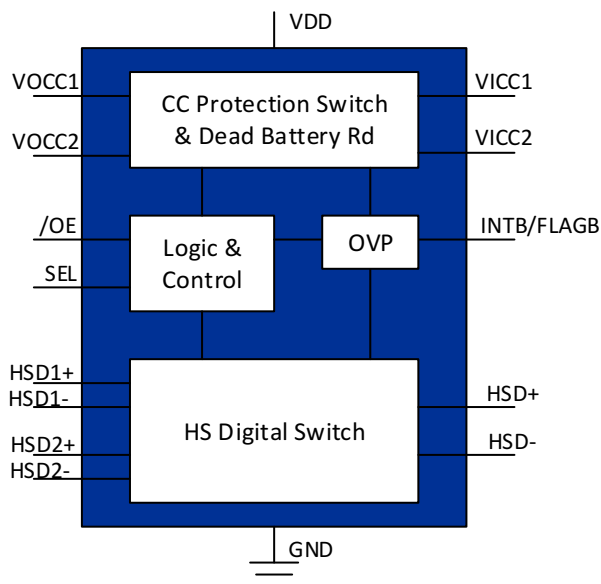 VDD
VOCC1
CC Protection Switch
& Dead Battery Rd
VICC1
VOCC2
VICC2
/OE
Logic &
Control
OVP
INTB/FLAGB
SEL
HSD1+
HSD1-
HS Digital Switch
HSD+
HSD2+
HSD-
HSD2-
GND